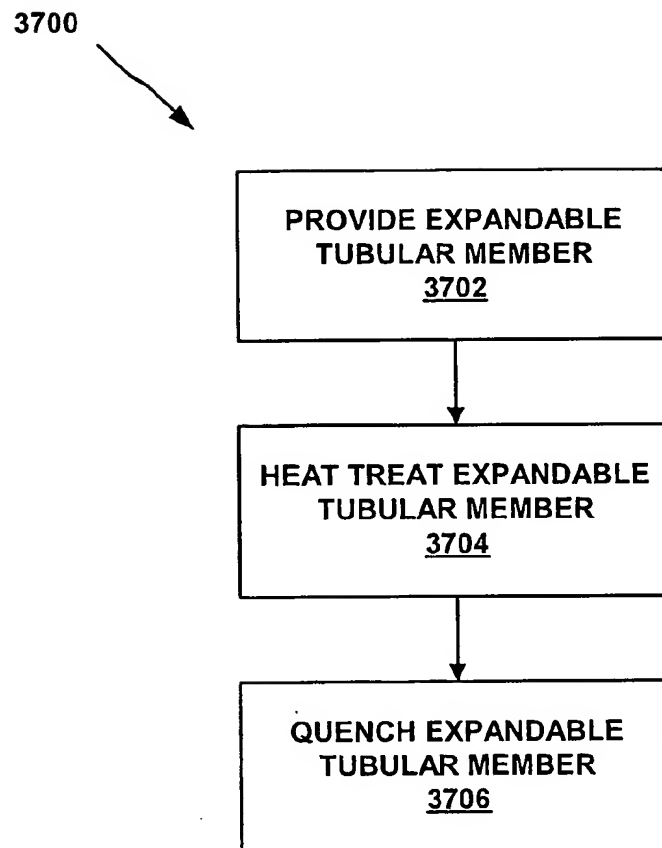 3700
PROVIDE EXPANDABLE
TUBULAR MEMBER
3702
HEAT TREAT EXPANDABLE
TUBULAR MEMBER
3704
QUENCH EXPANDABLE
TUBULAR MEMBER
3706